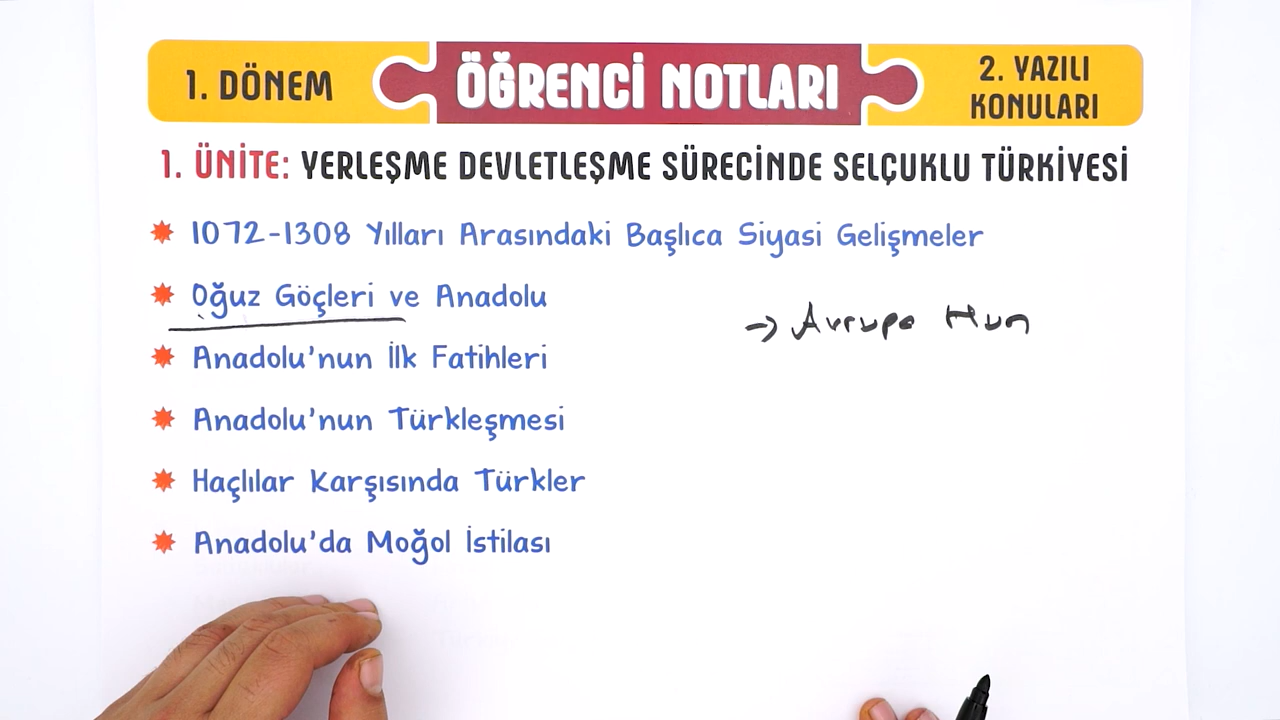 1. DÖNEM
ÖĞRENCİ NOTLARI
2. YAZILI
KONULARI
1. ÜNİTE: YERLEŞME DEVLETLEŞME SÜRECİNDE SELÇUKLU TÜRKİYESİ
1072-1308 Yılları Arasındaki Başlıca Siyasi Gelişmeler
Oğuz Göçleri ve Anadolu
→ Avrupa Hun
Anadolu'nun İlk Fatihleri
Anadolu'nun Türkleşmesi
Haçlılar Karşısında Türkler
Anadolu'da Moğol İstilası